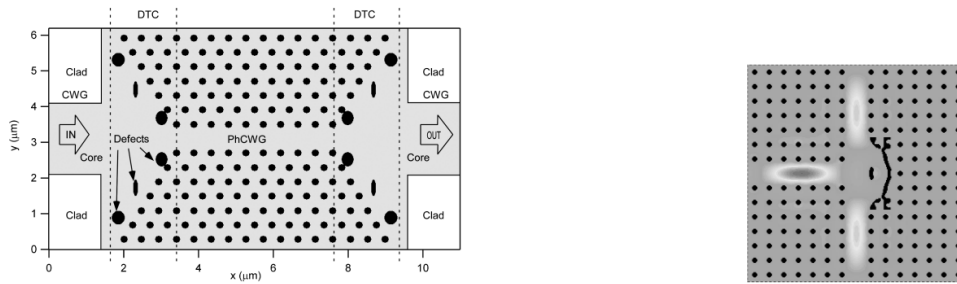 DTC DTC
6
5
4
3
2
1
0
y (µm)
Clad
CWG
IN
Core
Clad
Defects
PhCWG
Clad
CWG
OUT
Core
Clad
0 2 4 6 8 10
x (µm)